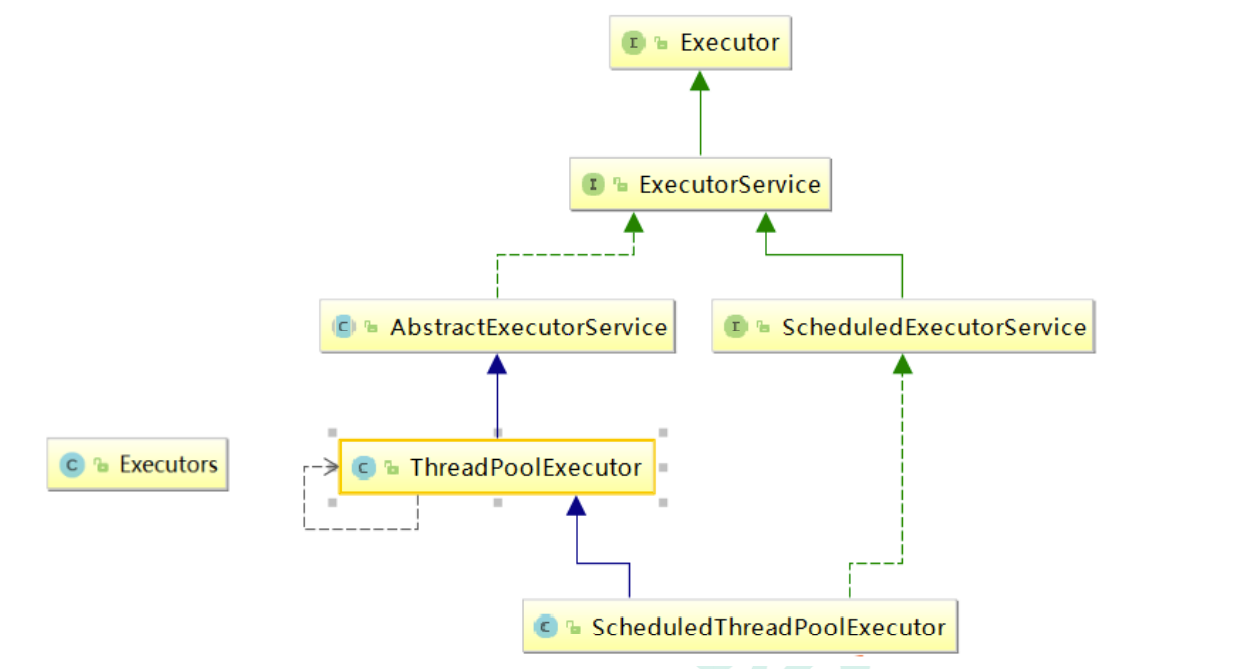 Executor
ExecutorService
AbstractExecutorService
ScheduledExecutorService
Executors
ThreadPoolExecutor
ScheduledThreadPoolExecutor